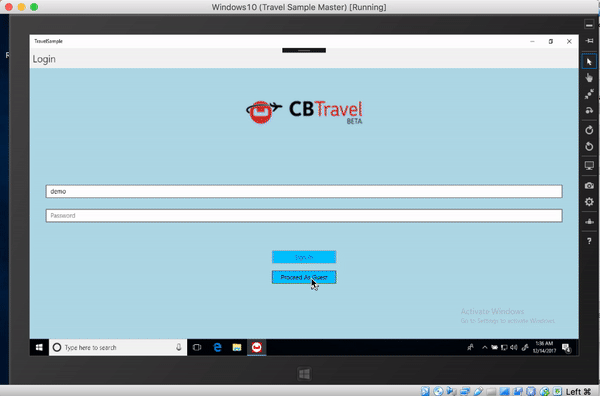 Windows10 (Travel Sample Master) [Running]
TravelSample
Login
CBTravel
BETA
demo
Password
Sign In
Proceed As Guest
Activate Windows
Go to Settings to activate Windows.
Type here to search
1:36 AM
12/14/2017
Left ⌘